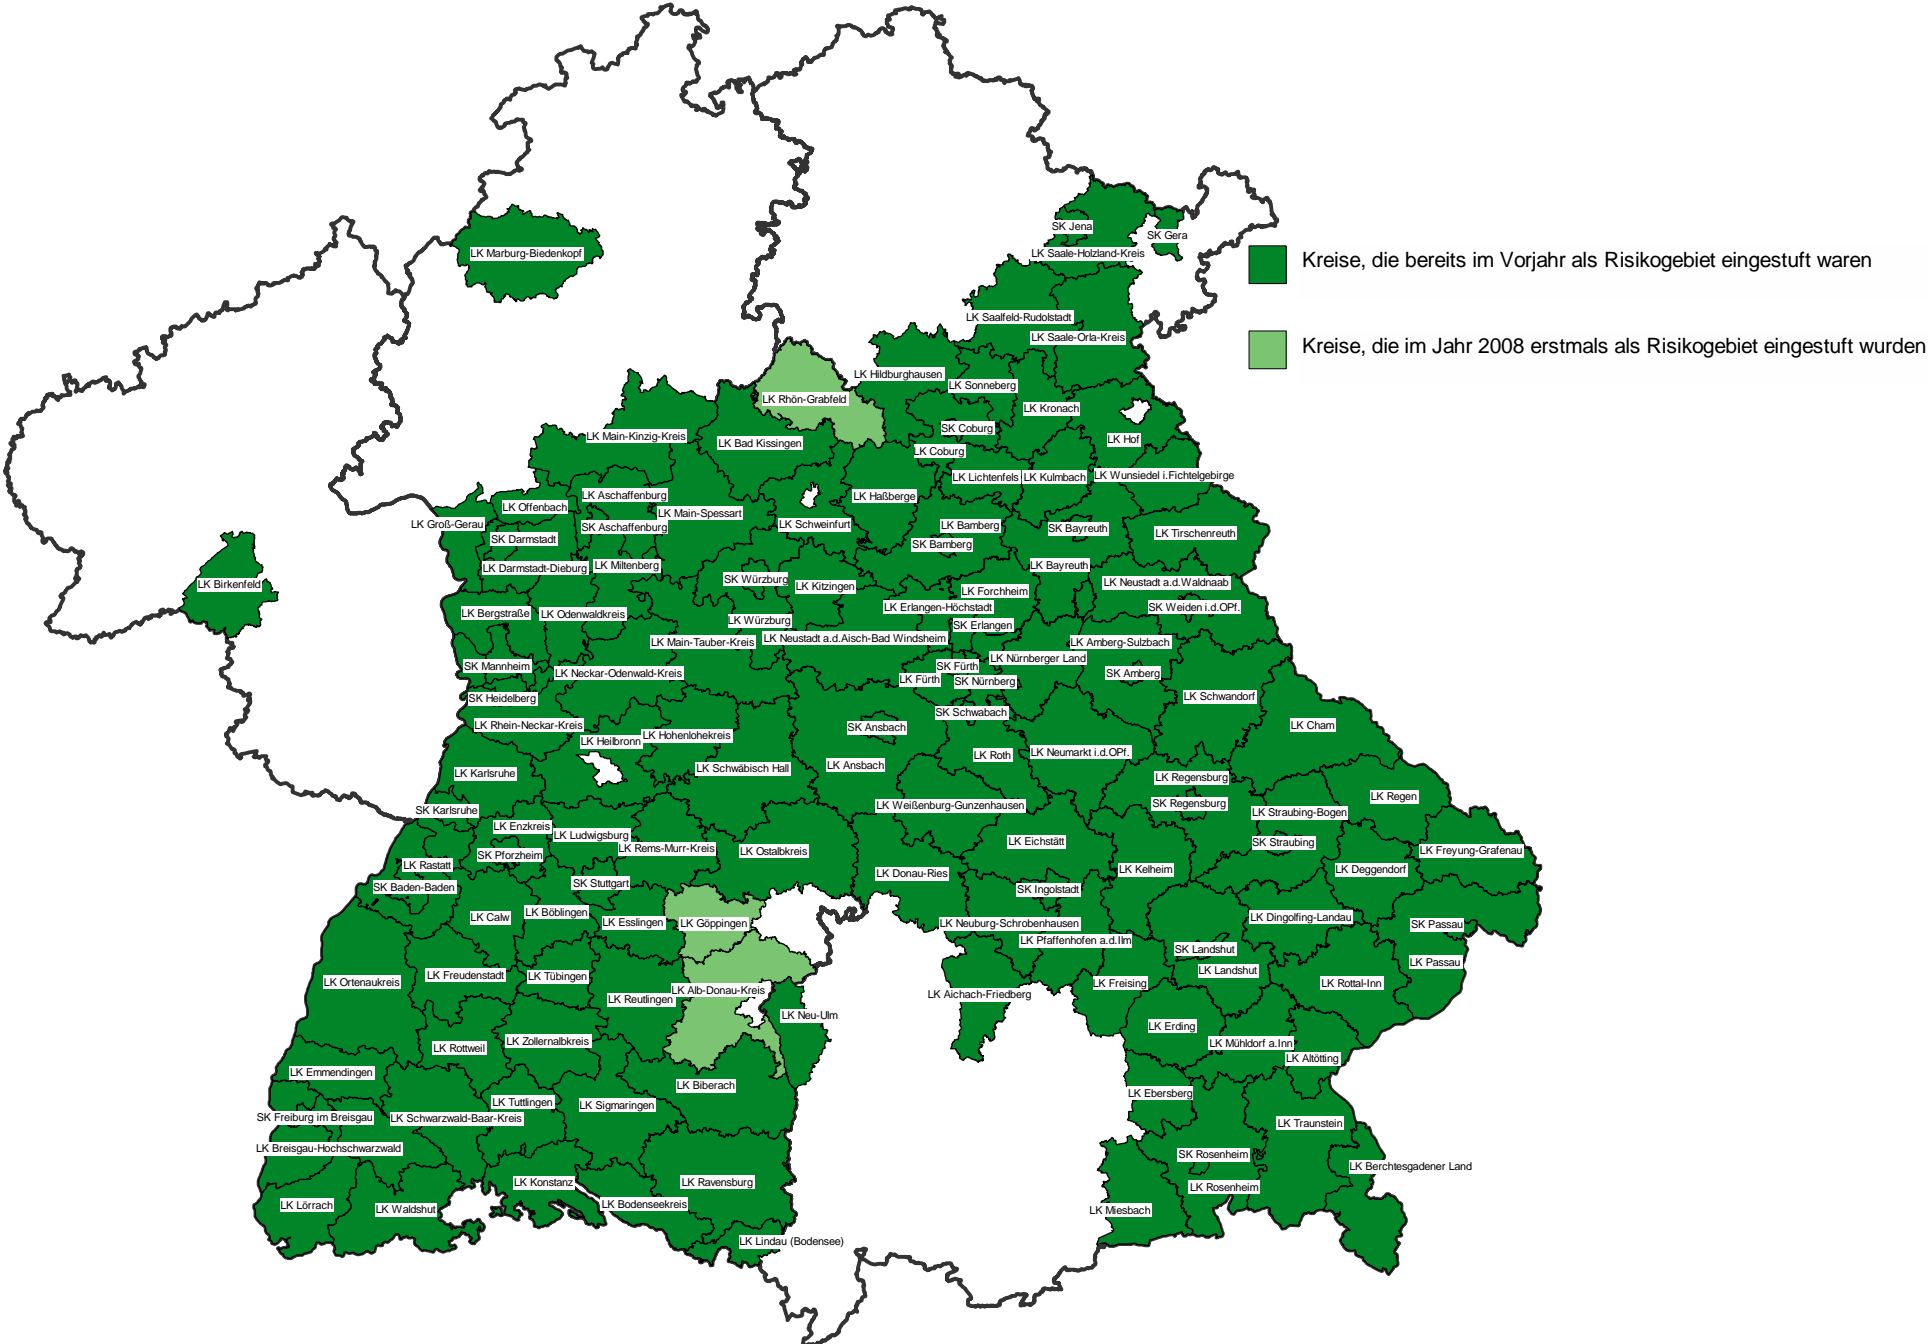 SK Jena
SK Gera
LK Marburg-Biedenkopf
LK Saale-Holzland-Kreis
Kreise, die bereits im Vorjahr als Risikogebiet eingestuft waren
LK Saalfeld-Rudolstadt
LK Saale-Orla-Kreis
Kreise, die im Jahr 2008 erstmals als Risikogebiet eingestuft wurden
LK Hildburghausen
LK Sonneberg
LK Rhön-Grabfeld
LK Kronach
SK Coburg
LK Main-Kinzig-Kreis
LK Bad Kissingen
LK Hof
LK Coburg
LK Lichtenfels
LK Kulmbach
LK Wunsiedel i.Fichtelgebirge
LK Aschaffenburg
LK Haßberge
LK Offenbach
LK Main-Spessart
LK Groß-Gerau
SK Aschaffenburg
LK Schweinfurt
LK Bamberg
SK Bayreuth
LK Tirschenreuth
SK Darmstadt
SK Bamberg
LK Darmstadt-Dieburg
LK Miltenberg
LK Bayreuth
LK Birkenfeld
SK Würzburg
LK Kitzingen
LK Neustadt a.d.Waldnaab
LK Forchheim
LK Bergstraße
LK Odenwaldkreis
LK Erlangen-Höchstadt
SK Weiden i.d.OPf.
LK Würzburg
SK Erlangen
LK Main-Tauber-Kreis
LK Neustadt a.d.Aisch-Bad Windsheim
LK Amberg-Sulzbach
LK Nürnberger Land
SK Mannheim
SK Fürth
LK Neckar-Odenwald-Kreis
LK Fürth
SK Nürnberg
SK Amberg
SK Heidelberg
LK Schwandorf
SK Schwabach
LK Rhein-Neckar-Kreis
SK Ansbach
LK Cham
LK Heilbronn
LK Hohenlohekreis
LK Roth
LK Neumarkt i.d.OPf.
LK Karlsruhe
LK Schwäbisch Hall
LK Ansbach
LK Regensburg
LK Regen
SK Karlsruhe
LK Weißenburg-Gunzenhausen
SK Regensburg
LK Straubing-Bogen
LK Enzkreis
LK Ludwigsburg
LK Rems-Murr-Kreis
LK Ostalbkreis
LK Eichstätt
SK Straubing
LK Freyung-Grafenau
SK Pforzheim
LK Rastatt
LK Donau-Ries
LK Kelheim
LK Deggendorf
SK Baden-Baden
SK Stuttgart
SK Ingolstadt
LK Calw
LK Böblingen
LK Esslingen
LK Göppingen
LK Neuburg-Schrobenhausen
LK Dingolfing-Landau
SK Passau
LK Pfaffenhofen a.d.Ilm
SK Landshut
LK Passau
LK Freudenstadt
LK Tübingen
LK Landshut
LK Ortenaukreis
LK Alb-Donau-Kreis
LK Reutlingen
LK Aichach-Friedberg
LK Freising
LK Rottal-Inn
LK Neu-Ulm
LK Erding
LK Rottweil
LK Zollernalbkreis
LK Mühldorf a.Inn
LK Altötting
LK Emmendingen
LK Biberach
LK Ebersberg
LK Tuttlingen
LK Sigmaringen
SK Freiburg im Breisgau
LK Schwarzwald-Baar-Kreis
LK Traunstein
LK Breisgau-Hochschwarzwald
SK Rosenheim
LK Berchtesgadener Land
LK Konstanz
LK Ravensburg
LK Rosenheim
LK Lörrach
LK Waldshut
LK Bodenseekreis
LK Miesbach
LK Lindau (Bodensee)